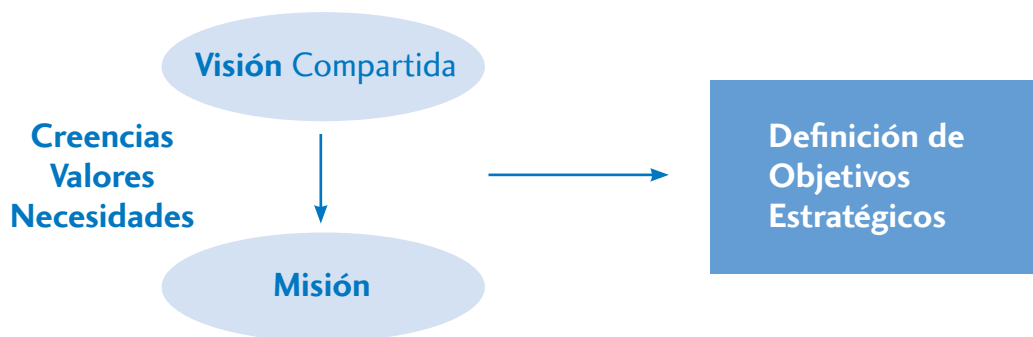 Visión Compartida
Creencias
Valores
Necesidades
Misión
Definición de
Objetivos
Estratégicos